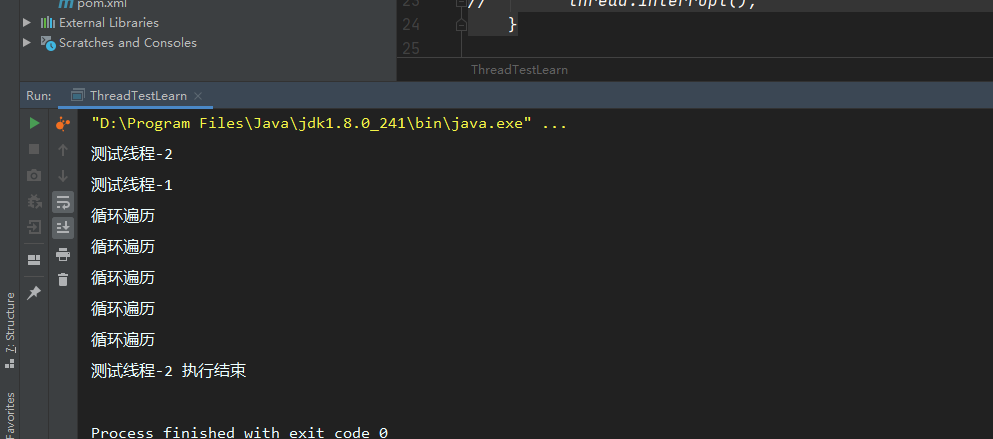 pom.xml
External Libraries
Scratches and Consoles
23 // thread.interrupt();
24 }
25
ThreadTestLearn
Run: ThreadTestLearn
"D:\Program Files\Java\jdk1.8.0_241\bin\java.exe" ...
测试线程-2
测试线程-1
循环遍历
循环遍历
循环遍历
循环遍历
循环遍历
测试线程-2 执行结束
Process finished with exit code 0
7: Structure
Favorites